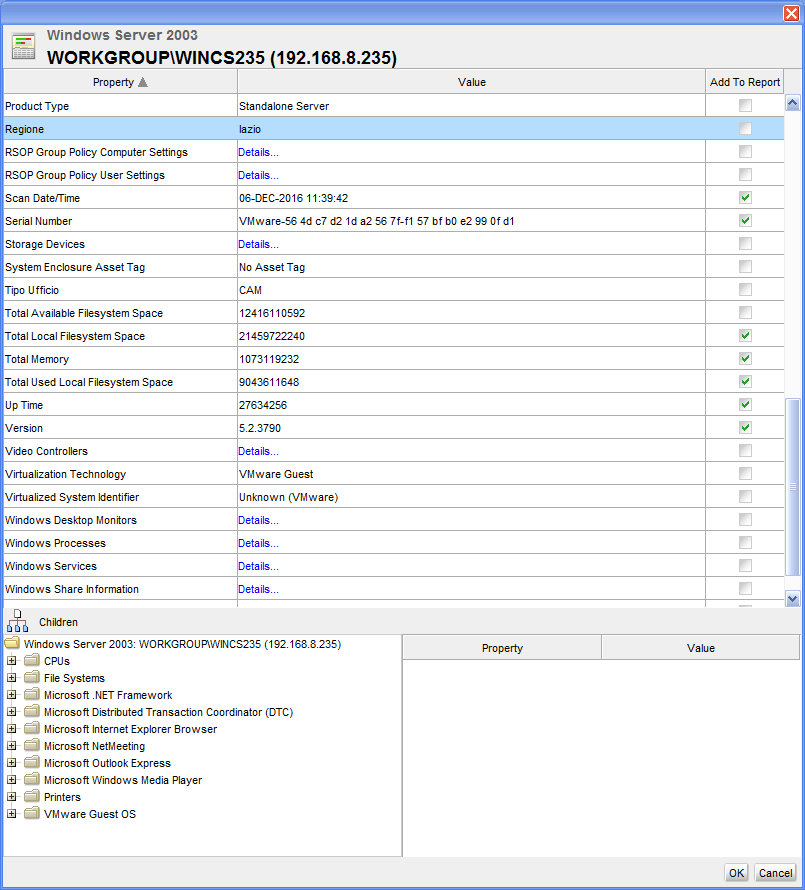 Windows Server 2003
WORKGROUP\WINCS235 (192.168.8.235)
Property Value Add To Report
Product Type Standalone Server
Regione lazio
RSOP Group Policy Computer Settings Details...
RSOP Group Policy User Settings Details...
Scan Date/Time 06-DEC-2016 11:39:42
Serial Number VMware-56 4d c7 d2 1d a2 56 7f-f1 57 bf b0 e2 99 0f d1
Storage Devices Details...
System Enclosure Asset Tag No Asset Tag
Tipo Ufficio CAM
Total Available Filesystem Space 12416110592
Total Local Filesystem Space 21459722240
Total Memory 1073119232
Total Used Local Filesystem Space 9043611648
Up Time 27634256
Version 5.2.3790
Video Controllers Details...
Virtualization Technology VMware Guest
Virtualized System Identifier Unknown (VMware)
Windows Desktop Monitors Details...
Windows Processes Details...
Windows Services Details...
Windows Share Information Details...
Children
Windows Server 2003: WORKGROUP\WINCS235 (192.168.8.235)
CPUs
File Systems
Microsoft .NET Framework
Microsoft Distributed Transaction Coordinator (DTC)
Microsoft Internet Explorer Browser
Microsoft NetMeeting
Microsoft Outlook Express
Microsoft Windows Media Player
Printers
VMware Guest OS
Property Value
OK Cancel